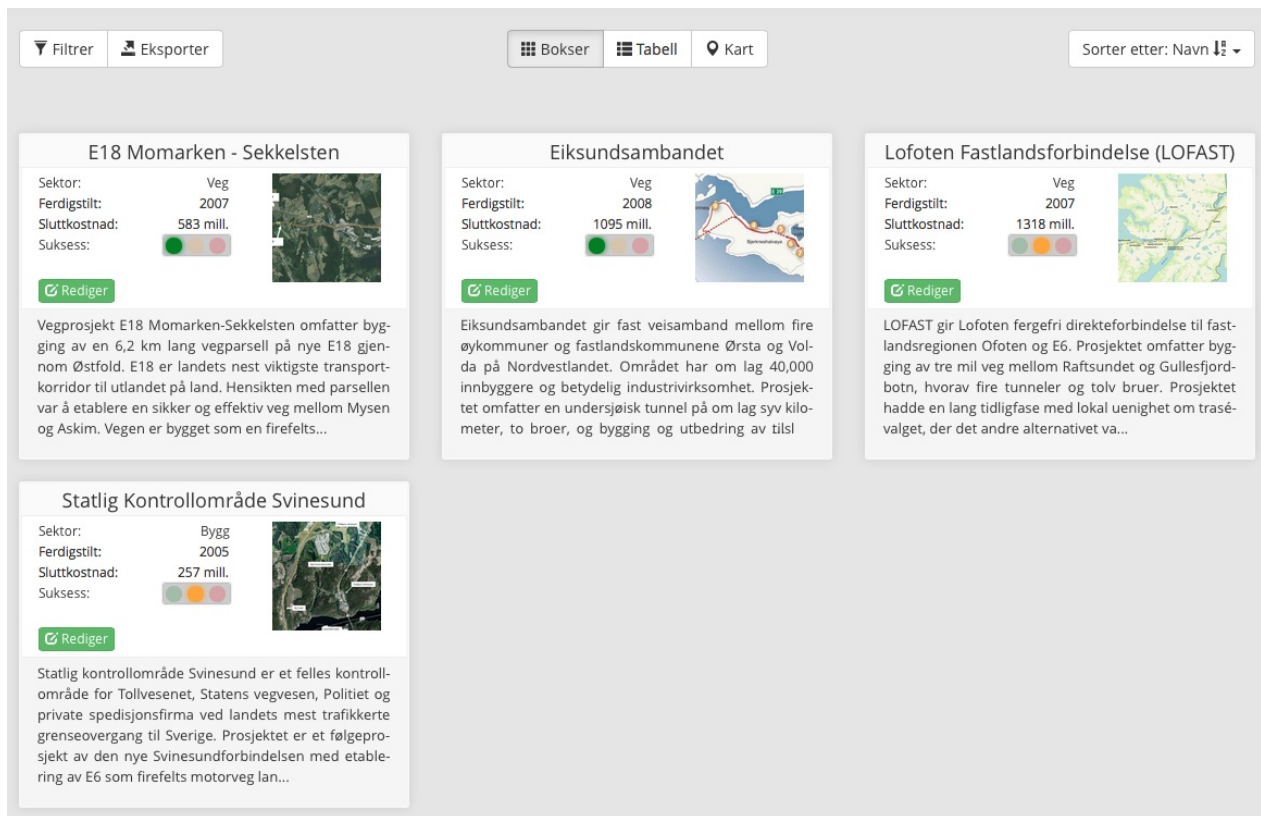 Filtrer Eksporter Bokser Tabell Kart Sorter etter: Navn
E18 Momarken - Sekkelsten
Sektor: Veg
Ferdigstilt: 2007
Sluttkostnad: 583 mill.
Suksess:
Rediger
Vegprosjekt E18 Momarken-Sekkelsten omfatter byg-
ging av en 6,2 km lang vegparsell på nye E18 gjen-
nom Østfold. E18 er landets nest viktigste transport-
korridor til utlandet på land. Hensikten med parsellen
var å etablere en sikker og effektiv veg mellom Mysen
og Askim. Vegen er bygget som en firefelts...
Eiksundsambandet
Sektor: Veg
Ferdigstilt: 2008
Sluttkostnad: 1095 mill.
Suksess:
Rediger
Eiksundsambandet gir fast veisamband mellom fire
øykommuner og fastlandskommunene Ørsta og Vol-
da på Nordvestlandet. Området har om lag 40,000
innbyggere og betydelig industrivirksomhet. Prosjek-
tet omfatter en undersjøisk tunnel på om lag syv kilo-
meter, to broer, og bygging og utbedring av tilsl
Lofoten Fastlandsforbindelse (LOFAST)
Sektor: Veg
Ferdigstilt: 2007
Sluttkostnad: 1318 mill.
Suksess:
Rediger
LOFAST gir Lofoten fergefri direkteforbindelse til fast-
landsregionen Ofoten og E6. Prosjektet omfatter byg-
ging av tre mil veg mellom Raftsundet og Gullesfjord-
botn, hvorav fire tunneler og tolv bruer. Prosjektet
hadde en lang tidligfase med lokal uenighet om trasé-
valget, der det andre alternativet va...
Statlig Kontrollområde Svinesund
Sektor: Bygg
Ferdigstilt: 2005
Sluttkostnad: 257 mill.
Suksess:
Rediger
Statlig kontrollområde Svinesund er et felles kontroll-
område for Tollvesenet, Statens vegvesen, Politiet og
private spedisjonsfirma ved landets mest trafikkerte
grenseovergang til Sverige. Prosjektet er et følgepro-
sjekt av den nye Svinesundforbindelsen med etable-
ring av E6 som firefelts motorveg lan...